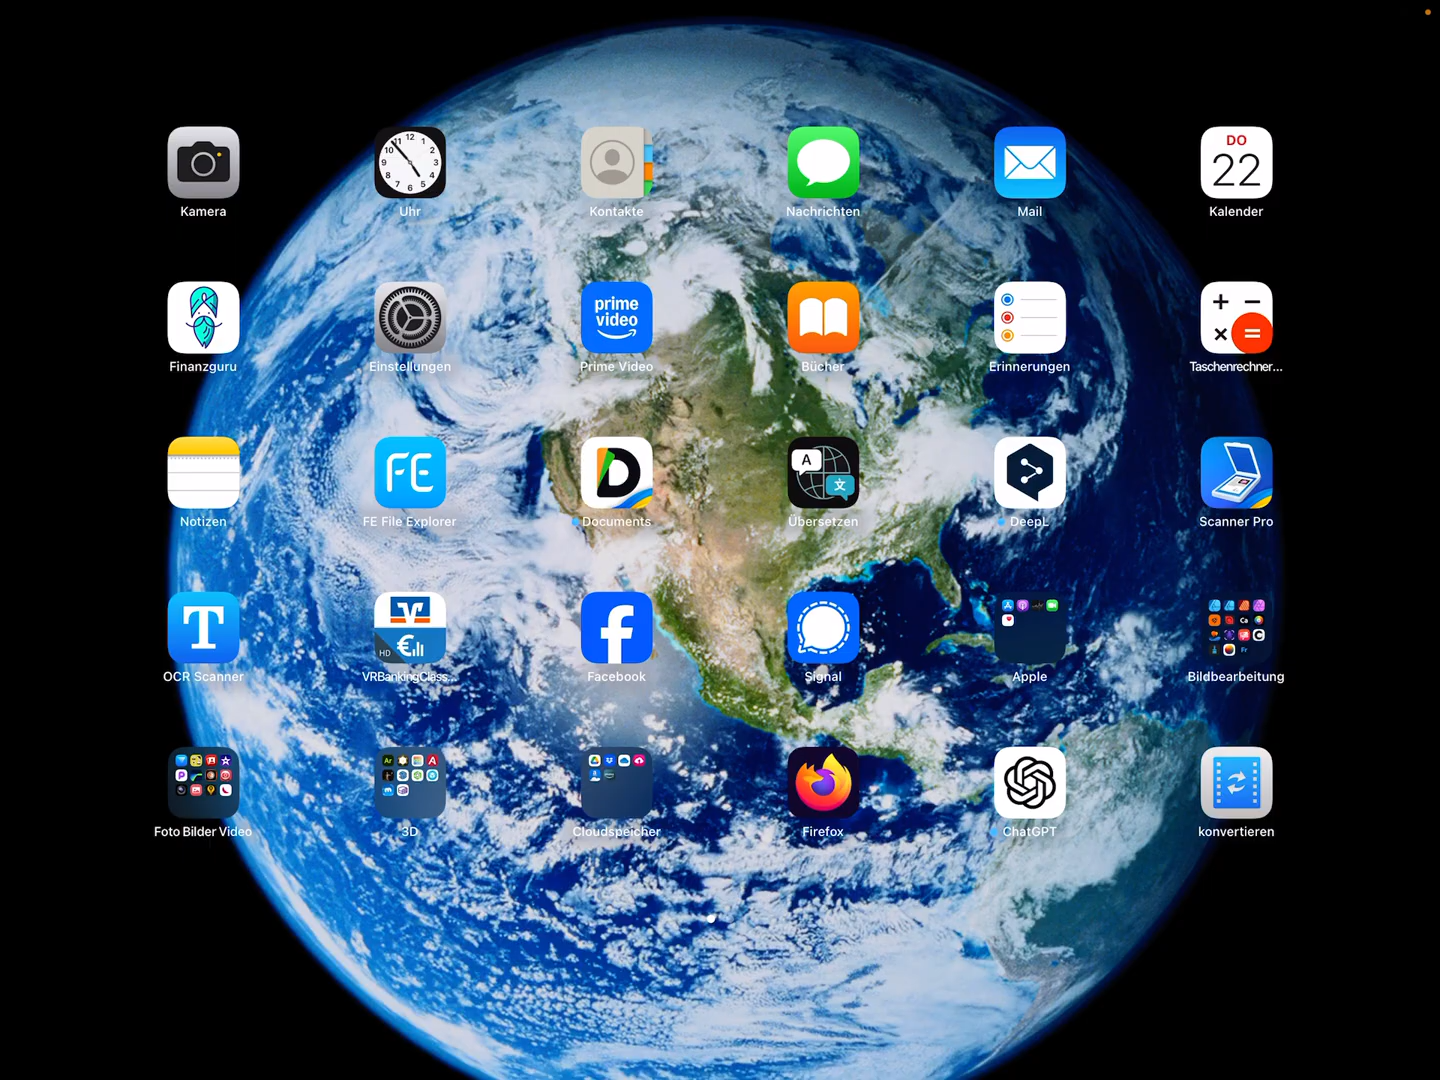 DO
22
Kamera
Uhr
Kontakte
Nachrichten
Mail
Kalender
prime
video
Finanzguru
Einstellungen
Prime Video
Bücher
Erinnerungen
Taschenrechner...
FE
D
A
文
Notizen
FE File Explorer
Documents
Übersetzen
DeepL
Scanner Pro
T
HD
€
f
OCR Scanner
VRBankingClass...
Facebook
Signal
Apple
Bildbearbeitung
Foto Bilder Video
3D
Cloudspeicher
Firefox
ChatGPT
konvertieren